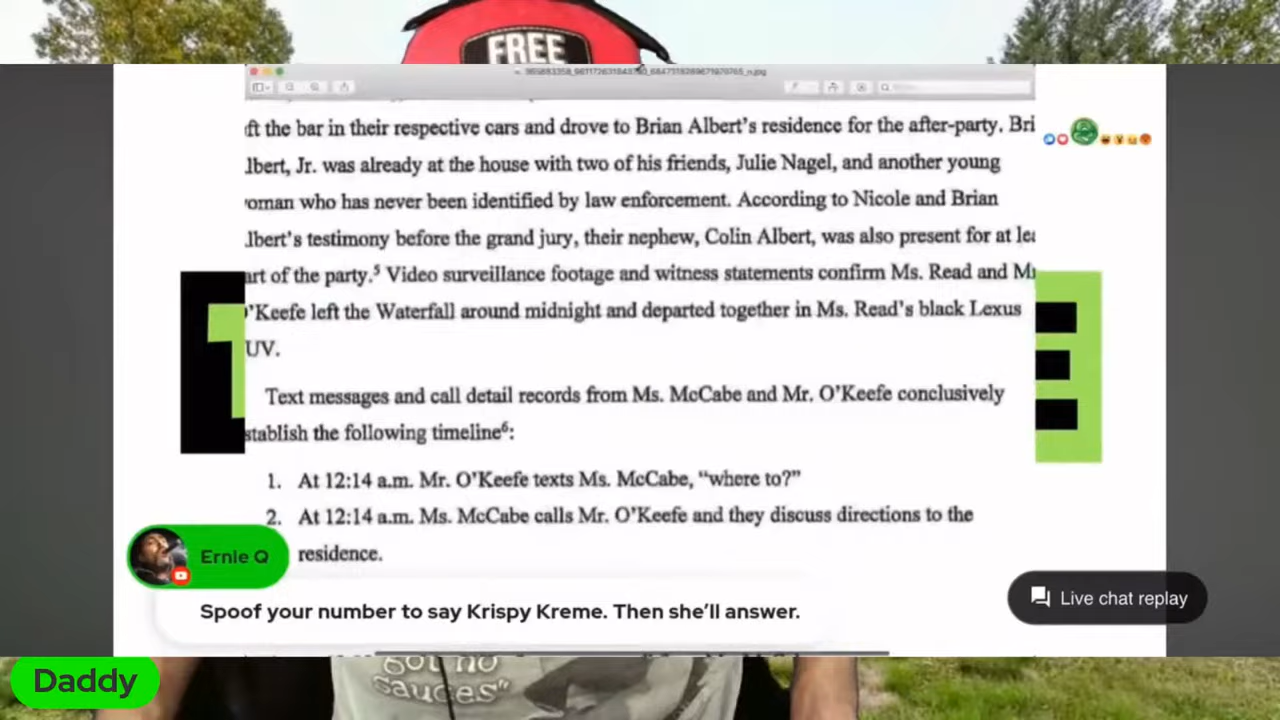 FREE
ft the bar in their respective cars and drove to Brian Albert's residence for the after-party. Bri
lbert, Jr. was already at the house with two of his friends, Julie Nagel, and another young
oman who has never been identified by law enforcement. According to Nicole and Brian
lbert's testimony before the grand jury, their nephew, Colin Albert, was also present for at lea
art of the party.⁵ Video surveillance footage and witness statements confirm Ms. Read and M
'Keefe left the Waterfall around midnight and departed together in Ms. Read's black Lexus
UV.
Text messages and call detail records from Ms. McCabe and Mr. O'Keefe conclusively
stablish the following timeline⁶:
1. At 12:14 a.m. Mr. O'Keefe texts Ms. McCabe, “where to?”
2. At 12:14 a.m. Ms. McCabe calls Mr. O'Keefe and they discuss directions to the
residence.
Ernie Q
Spoof your number to say Krispy Kreme. Then she'll answer.
Live chat replay
Daddy
got no
sauces"